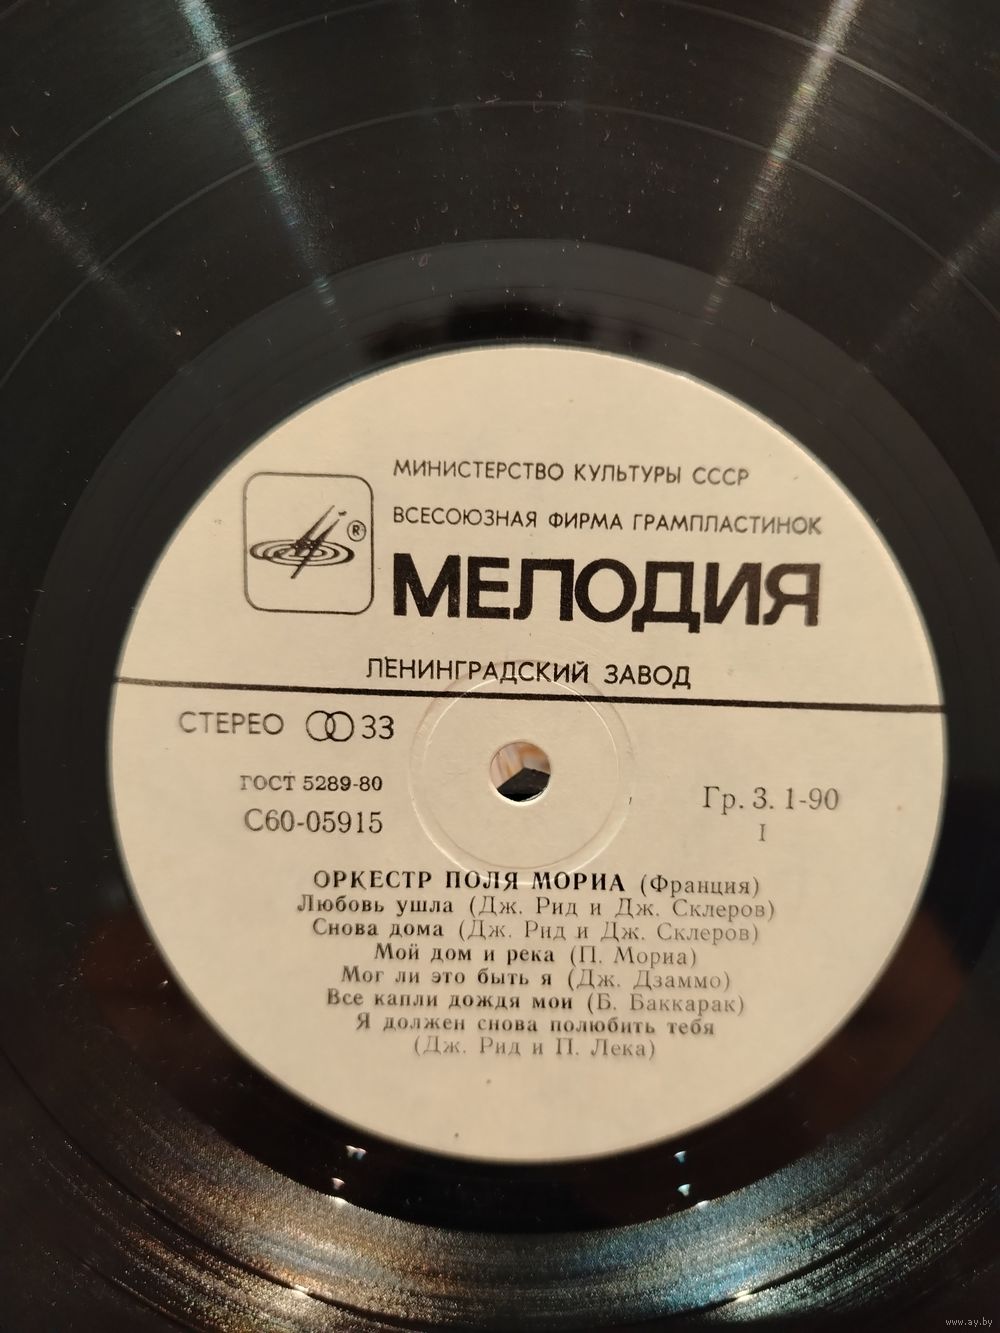 МИНИСТЕРСТВО КУЛЬТУРЫ СССР
ВСЕСОЮЗНАЯ ФИРМА ГРАМПЛАСТИНОК
®
МЕЛОДИЯ
ЛЕНИНГРАДСКИЙ ЗАВОД
СТЕРЕО 33
ГОСТ 5289-80
С60-05915
Гр. 3. 1-90
I
ОРКЕСТР ПОЛЯ МОРИА (Франция)
Любовь ушла (Дж. Рид и Дж. Склеров)
Снова дома (Дж. Рид и Дж. Склеров)
Мой дом и река (П. Мориа)
Мог ли это быть я (Дж. Дзаммо)
Все капли дождя мои (Б. Баккарак)
Я должен снова полюбить тебя
(Дж. Рид и П. Лека)
www.ay.by